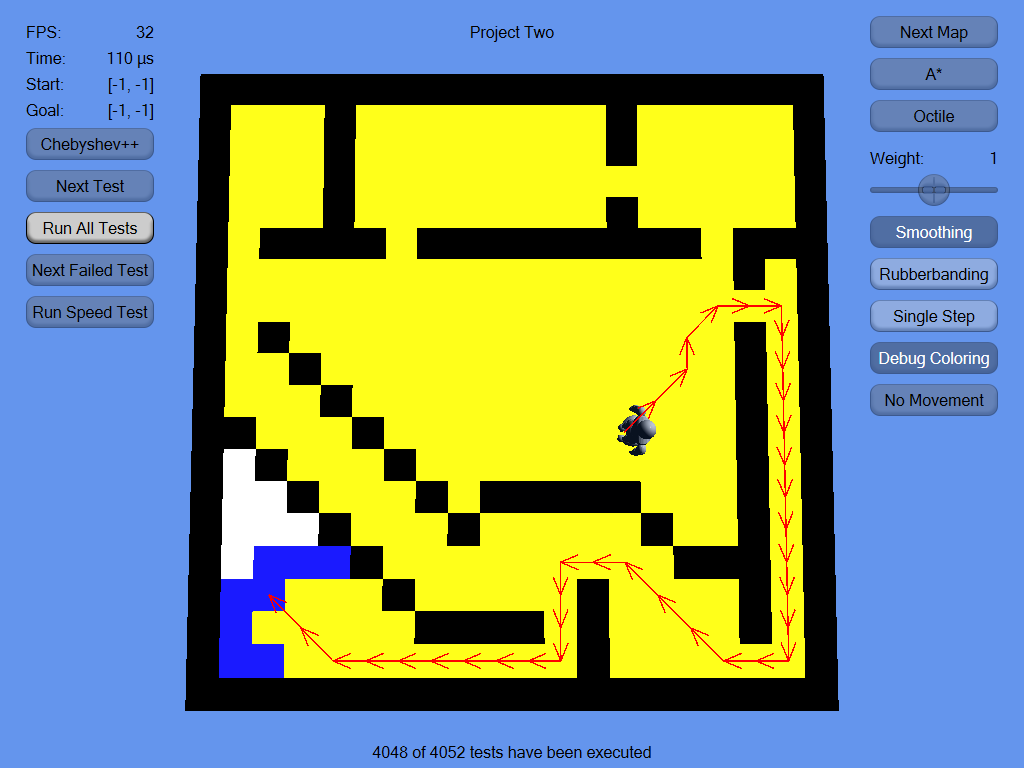 FPS: 32
Time: 110 µs
Start: [-1, -1]
Goal: [-1, -1]
Chebyshev++
Next Test
Run All Tests
Next Failed Test
Run Speed Test
Project Two
Next Map
A*
Octile
Weight: 1
Smoothing
Rubberbanding
Single Step
Debug Coloring
No Movement
4048 of 4052 tests have been executed